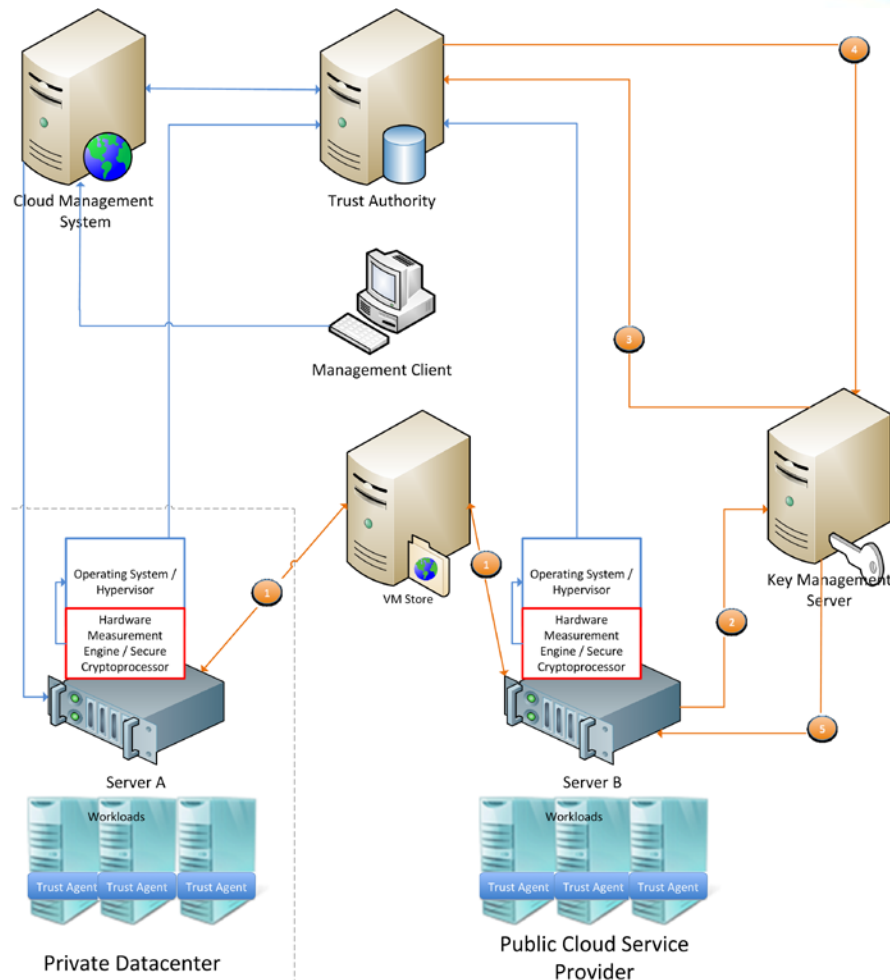 4
Cloud Management
System
Trust Authority
3
Management Client
1
1
VM Store
Operating System /
Hypervisor
Hardware
Measurement
Engine / Secure
Cryptoprocessor
Operating System /
Hypervisor
Hardware
Measurement
Engine / Secure
Cryptoprocessor
Key Management
Server
2
5
Server A
Server B
Workloads
Workloads
Trust Agent
Trust Agent
Trust Agent
Trust Agent
Trust Agent
Trust Agent
Private Datacenter
Public Cloud Service
Provider